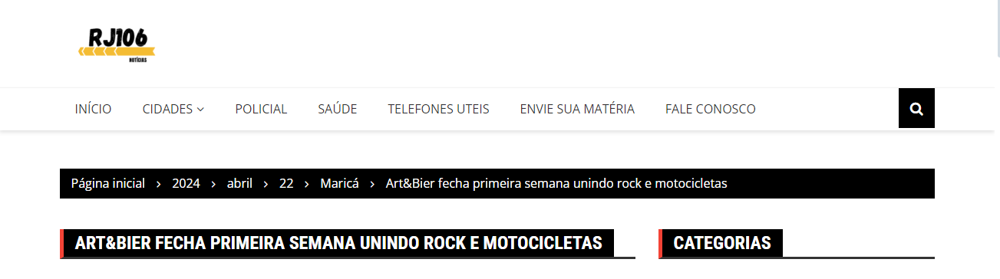 RJ106
NOTÍCIAS
INÍCIO CIDADES POLICIAL SAÚDE TELEFONES UTEIS ENVIE SUA MATÉRIA FALE CONOSCO
Página inicial > 2024 > abril > 22 > Maricá > Art&Bier fecha primeira semana unindo rock e motocicletas
ART&BIER FECHA PRIMEIRA SEMANA UNINDO ROCK E MOTOCICLETAS
CATEGORIAS